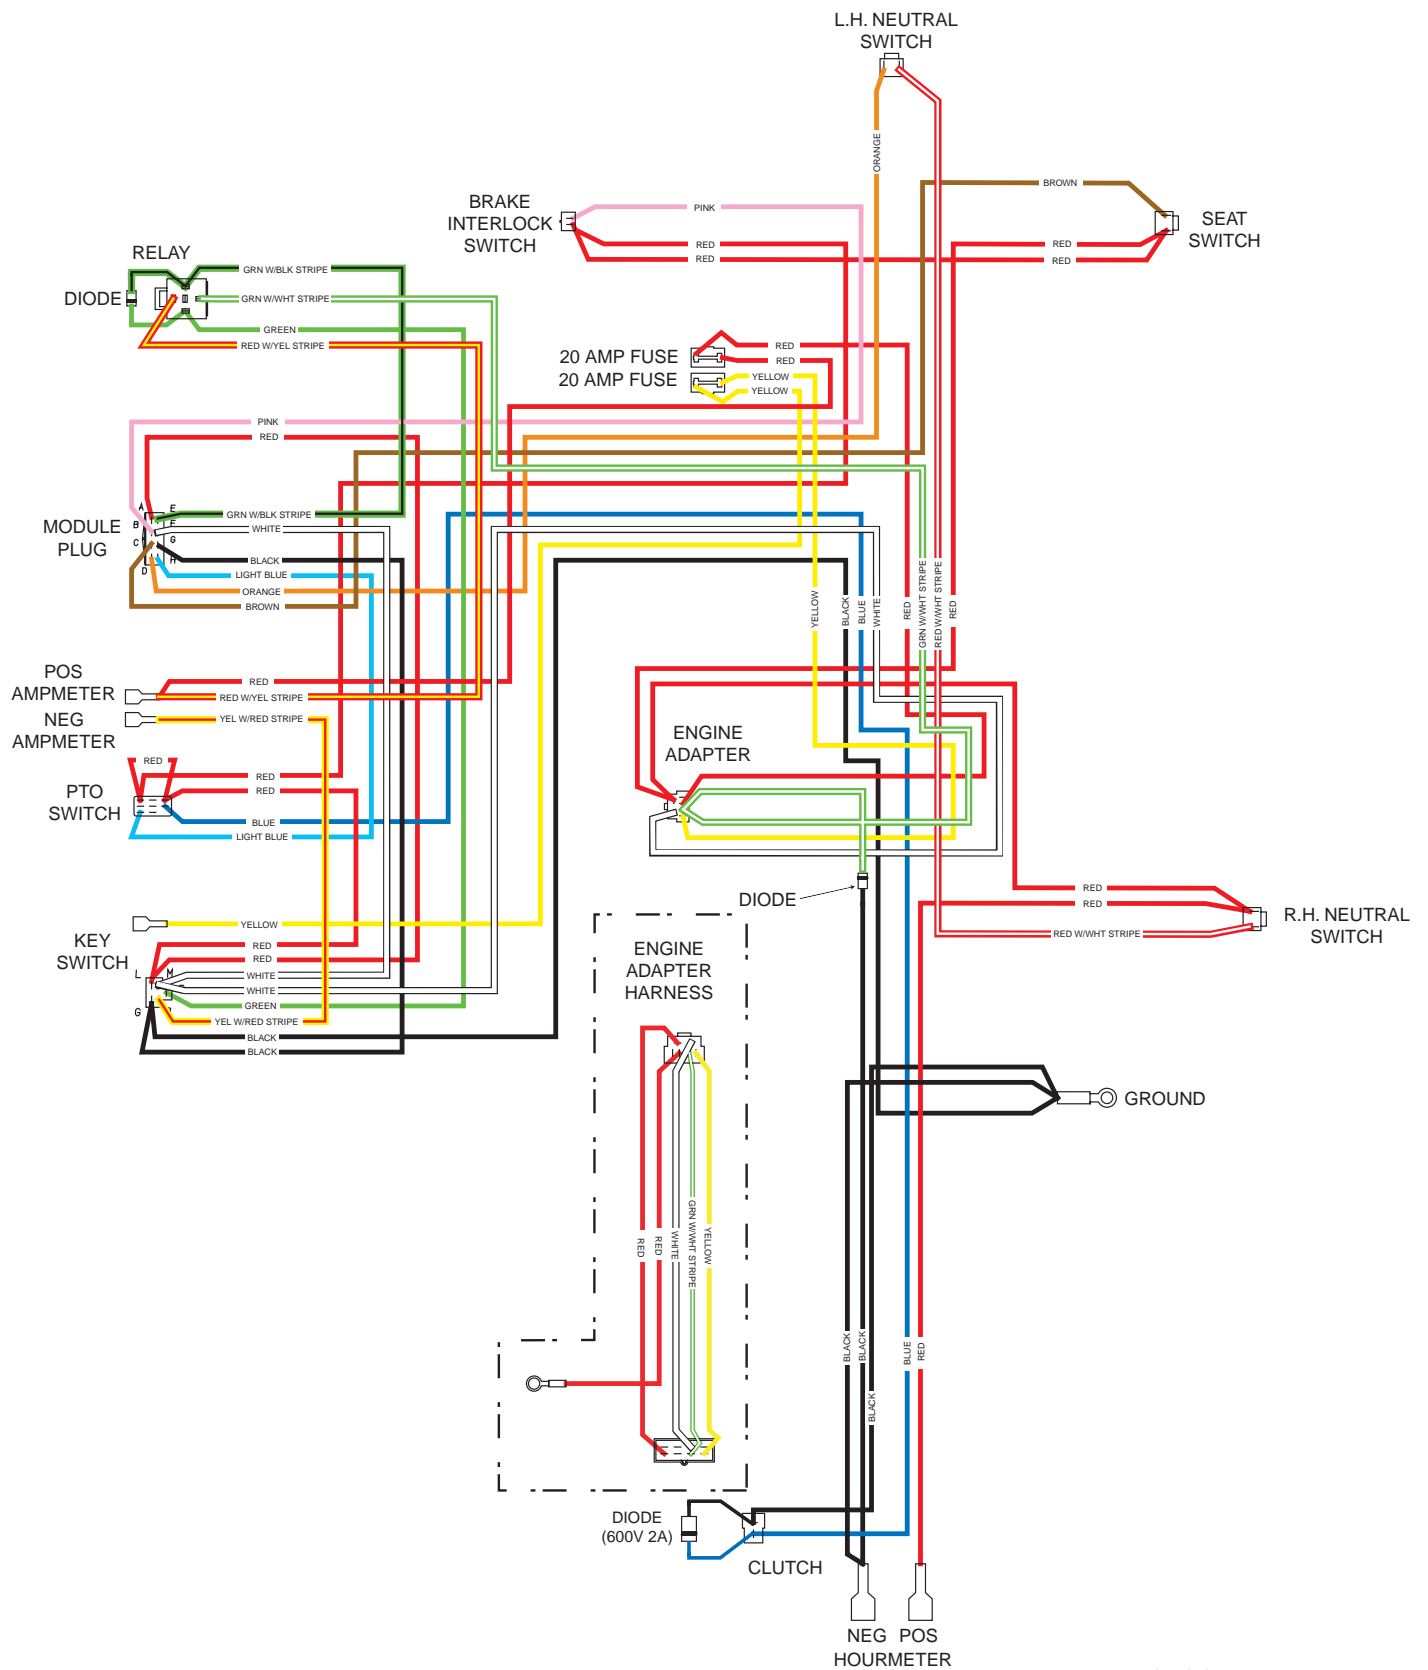 L.H. NEUTRAL
SWITCH
ORANGE
BROWN
BRAKE
INTERLOCK
SWITCH
PINK
RED
RED
RED
RED
SEAT
SWITCH
RELAY
DIODE
GRN W/BLK STRIPE
GRN W/WHT STRIPE
GREEN
RED W/YEL STRIPE
20 AMP FUSE
20 AMP FUSE
RED
RED
YELLOW
YELLOW
PINK
RED
MODULE
PLUG
A
B
C
D
E
F
G
H
GRN W/BLK STRIPE
WHITE
BLACK
LIGHT BLUE
ORANGE
BROWN
YELLOW
BLACK
BLUE
WHITE
RED
GRN W/WHT STRIPE
RED W/WHT STRIPE
RED
POS
AMPMETER
NEG
AMPMETER
RED
RED W/YEL STRIPE
YEL W/RED STRIPE
ENGINE
ADAPTER
PTO
SWITCH
RED
RED
RED
BLUE
LIGHT BLUE
DIODE
RED
RED
RED W/WHT STRIPE
R.H. NEUTRAL
SWITCH
KEY
SWITCH
YELLOW
RED
RED
L
M
G
WHITE
WHITE
GREEN
YEL W/RED STRIPE
BLACK
BLACK
ENGINE
ADAPTER
HARNESS
GROUND
RED
RED
WHITE
GRN W/WHT STRIPE
YELLOW
BLACK
BLACK
BLACK
BLUE
RED
DIODE
(600V 2A)
CLUTCH
NEG POS
HOURMETER